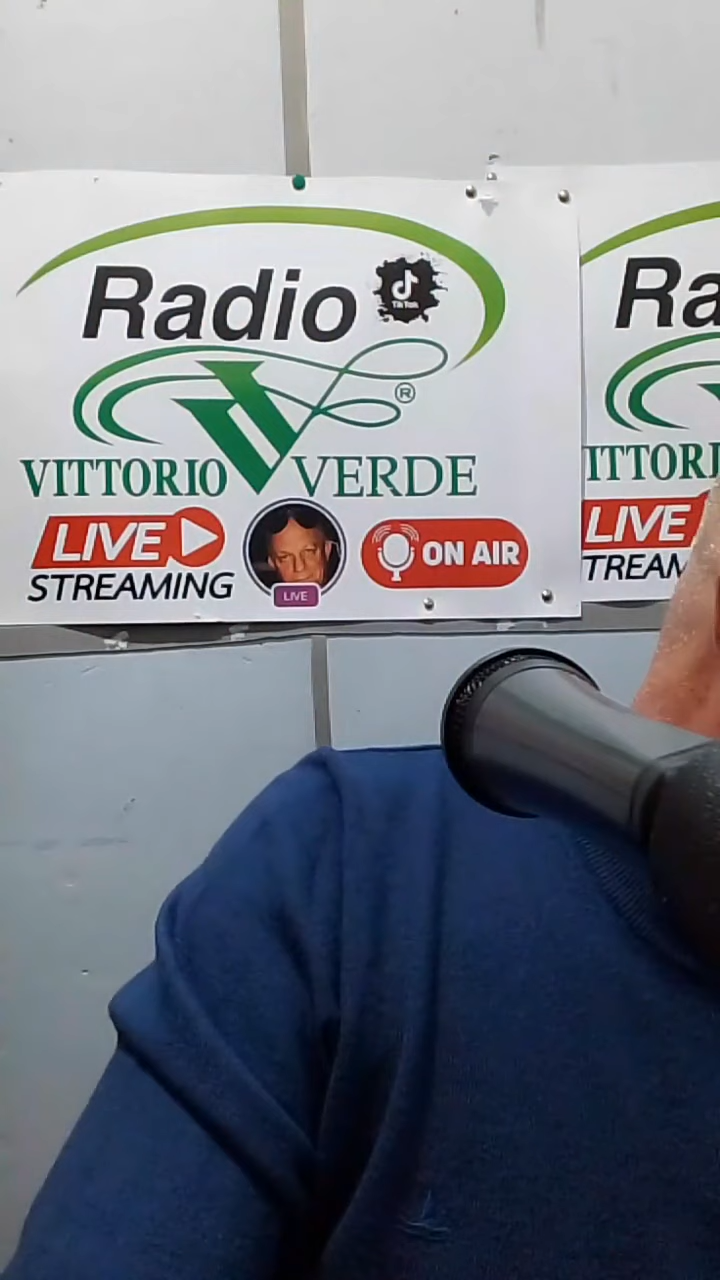 Radio
TikTok
®
VITTORIO VERDE
LIVE
ON AIR
STREAMING
LIVE
Ra
ITTORI
LIVE
TREAM